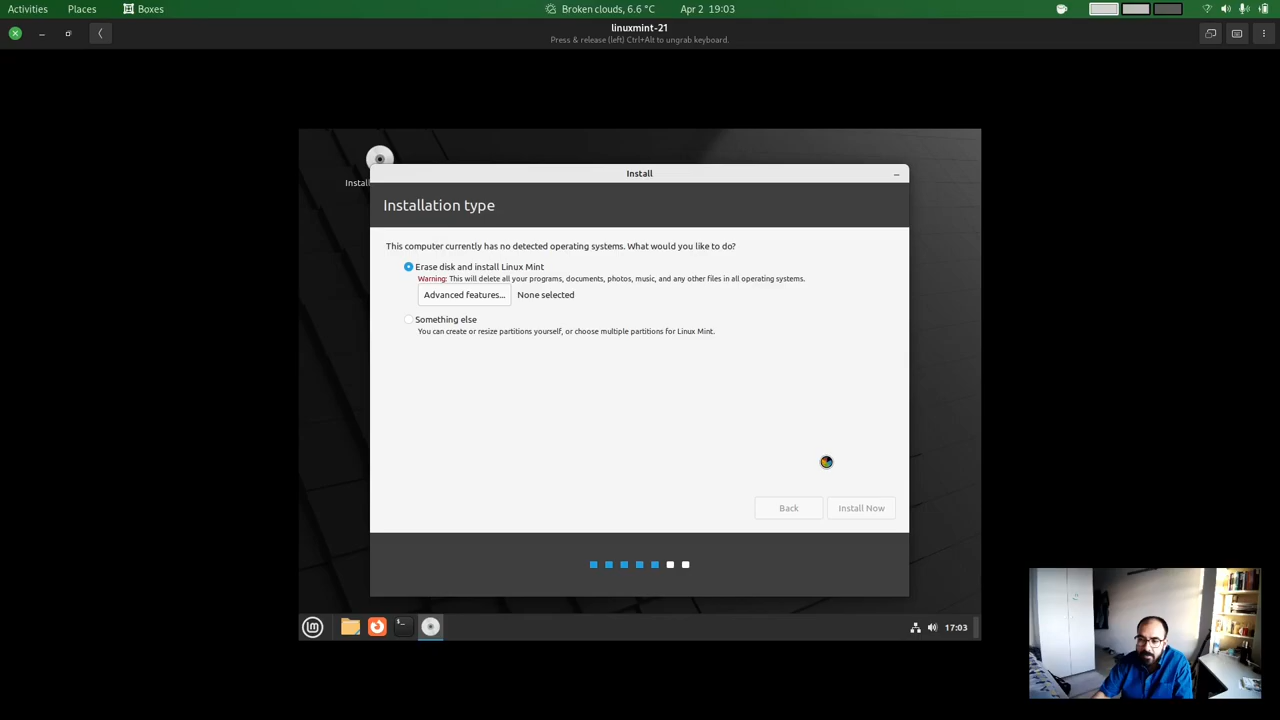 Activities
Places
Boxes
Broken clouds, 6.6 °C
Apr 2 19:03
linuxmint-21
Press & release (left) Ctrl+Alt to ungrab keyboard.
Install
Install
Installation type
This computer currently has no detected operating systems. What would you like to do?
Erase disk and install Linux Mint
Warning: This will delete all your programs, documents, photos, music, and any other files in all operating systems.
Advanced features...
None selected
Something else
You can create or resize partitions yourself, or choose multiple partitions for Linux Mint.
Back
Install Now
17:03